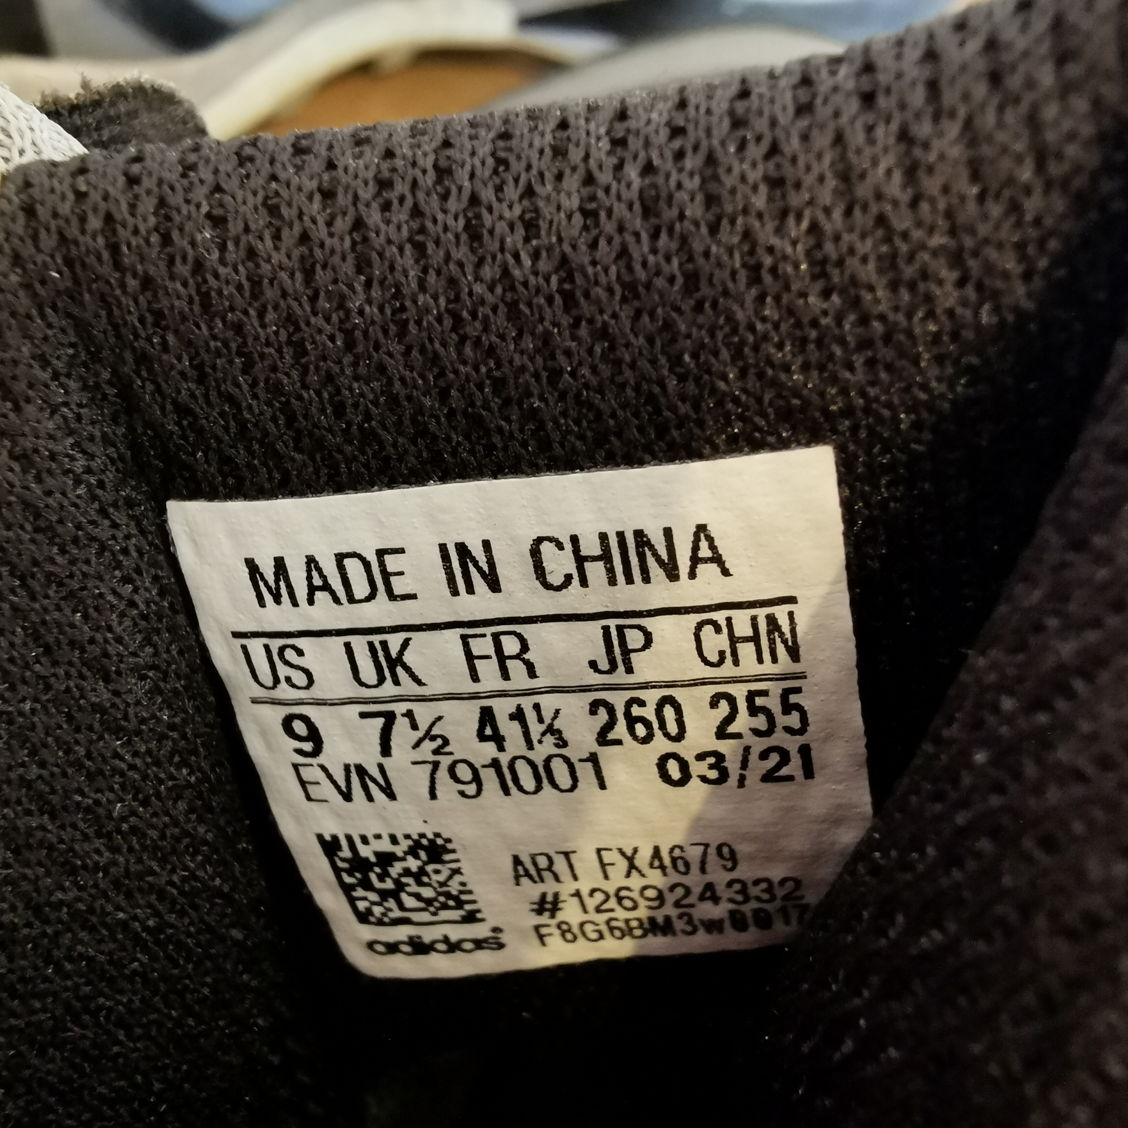 MADE IN CHINA
US UK FR JP CHN
9 7½ 41⅓ 260 255
EVN 791001 03/21
ART FX4679
#126924332
adidas